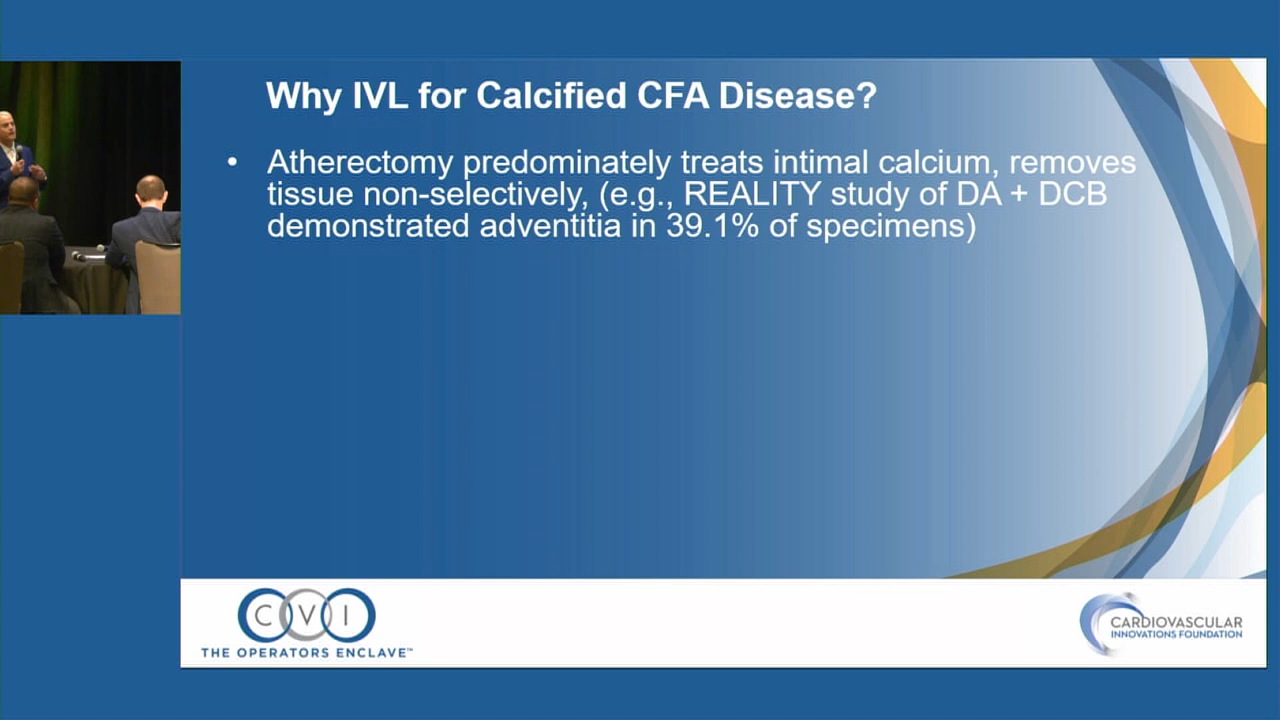 Why IVL for Calcified CFA Disease?
• Atherectomy predominately treats intimal calcium, removes
tissue non-selectively, (e.g., REALITY study of DA + DCB
demonstrated adventitia in 39.1% of specimens)
CVI
THE OPERATORS ENCLAVE™
CARDIOVASCULAR
INNOVATIONS FOUNDATION